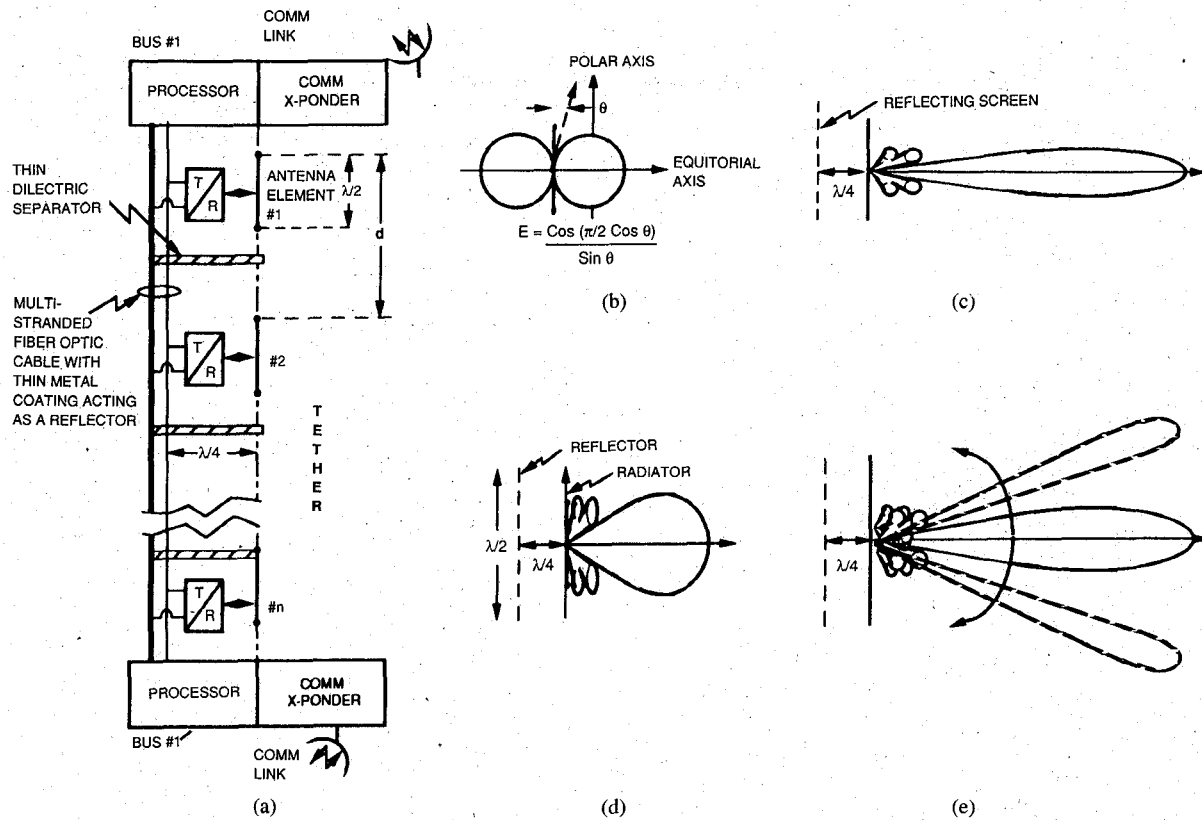 COMM
LINK
BUS #1
PROCESSOR
COMM
X-PONDER
THIN
DILECTRIC
SEPARATOR
T
R
ANTENNA
ELEMENT
#1
λ/2
d
MULTI-
STRANDED
FIBER OPTIC
CABLE WITH
THIN METAL
COATING ACTING
AS A REFLECTOR
T
R
#2
λ/4
TETHER
T
R
#n
PROCESSOR
COMM
X-PONDER
BUS #1
COMM
LINK
(a)
POLAR AXIS
θ
EQUITORIAL
AXIS
E = Cos (π/2 Cos θ)
Sin θ
(b)
REFLECTING SCREEN
λ/4
(c)
REFLECTOR
RADIATOR
λ/2
λ/4
(d)
λ/4
(e)